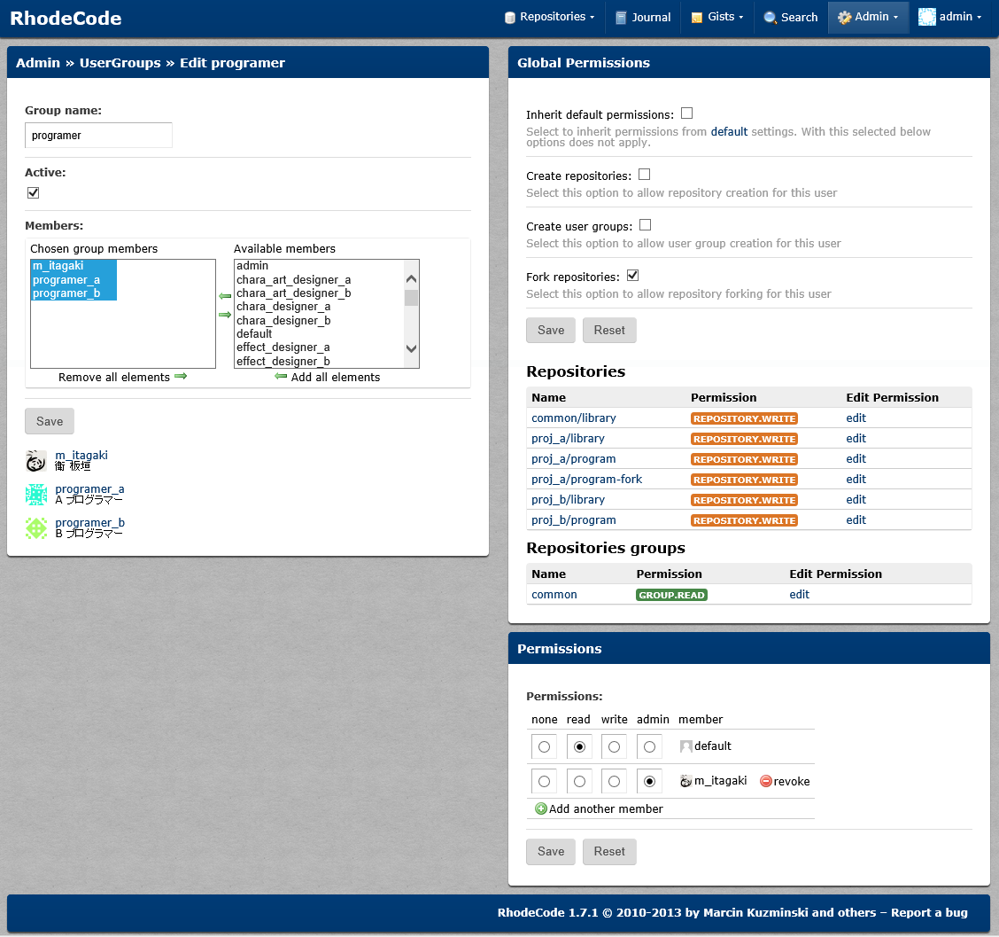 RhodeCode
Repositories
Journal
Gists
Search
Admin
admin
Admin » UserGroups » Edit programer
Group name:
programer
Active:
Members:
Chosen group members
Available members
m_itagaki
programer_a
programer_b
admin
chara_art_designer_a
chara_art_designer_b
chara_designer_a
chara_designer_b
default
effect_designer_a
effect_designer_b
Remove all elements
Add all elements
Save
m_itagaki
衛 板垣
programer_a
A プログラマー
programer_b
B プログラマー
Global Permissions
Inherit default permissions:
Select to inherit permissions from default settings. With this selected below
options does not apply.
Create repositories:
Select this option to allow repository creation for this user
Create user groups:
Select this option to allow user group creation for this user
Fork repositories:
Select this option to allow repository forking for this user
Save Reset
Repositories
Name Permission Edit Permission
common/library REPOSITORY.WRITE edit
proj_a/library REPOSITORY.WRITE edit
proj_a/program REPOSITORY.WRITE edit
proj_a/program-fork REPOSITORY.WRITE edit
proj_b/library REPOSITORY.WRITE edit
proj_b/program REPOSITORY.WRITE edit
Repositories groups
Name Permission Edit Permission
common GROUP.READ edit
Permissions
Permissions:
none read write admin member
default
m_itagaki revoke
Add another member
Save Reset
RhodeCode 1.7.1 © 2010-2013 by Marcin Kuzminski and others – Report a bug